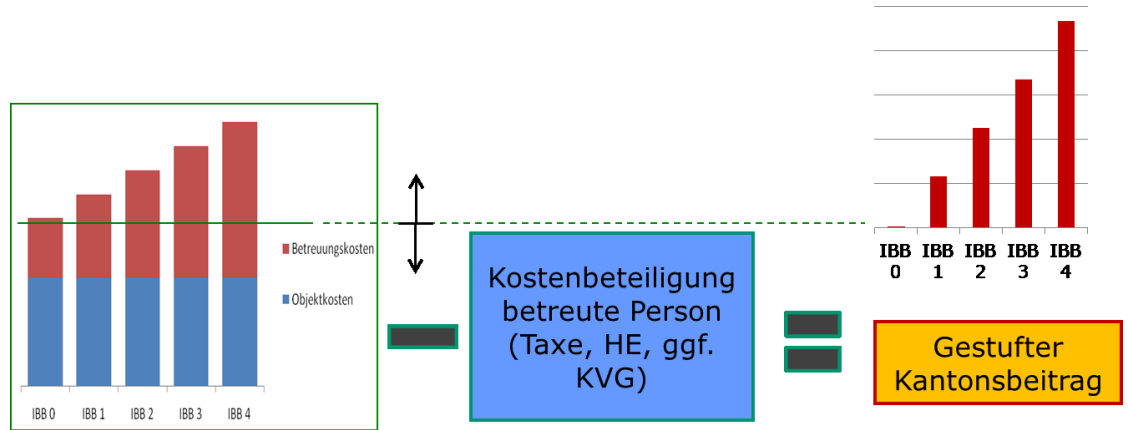 Betreuungskosten
Objektkosten
IBB 0 IBB 1 IBB 2 IBB 3 IBB 4
Kostenbeteiligung
betreute Person
(Taxe, HE, ggf.
KVG)
IBB IBB IBB IBB IBB
0 1 2 3 4
Gestufter
Kantonsbeitrag